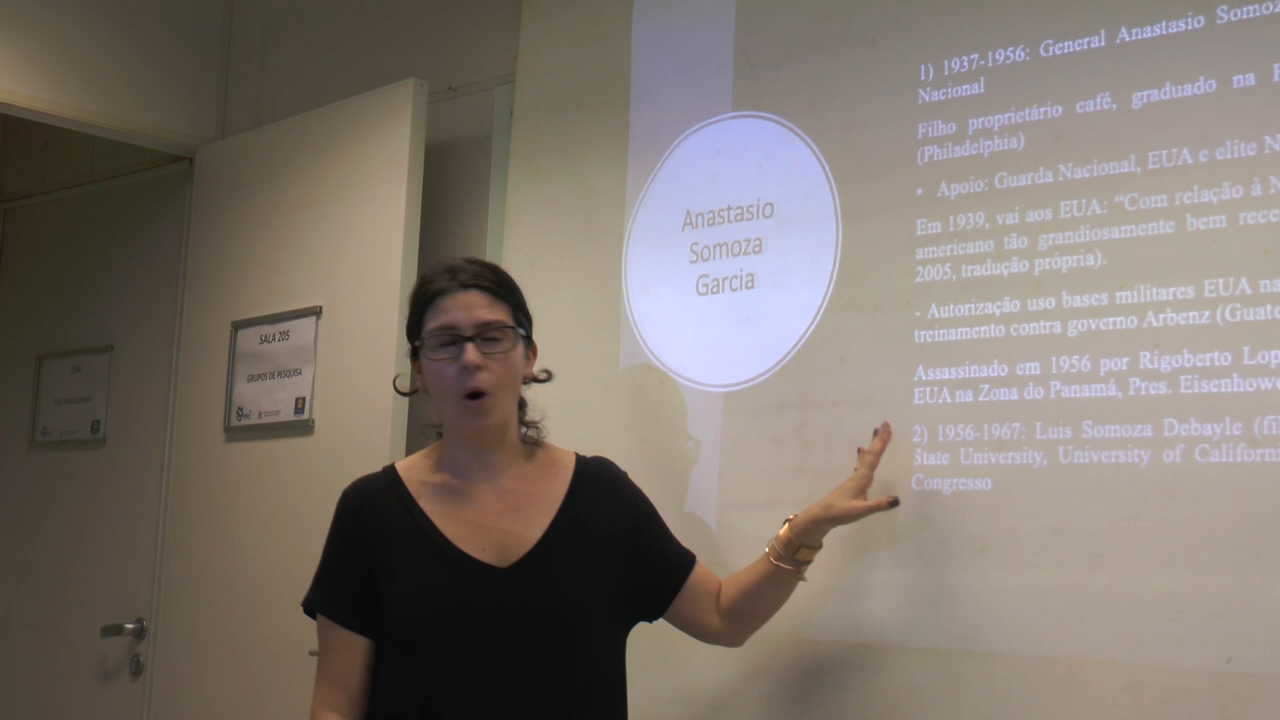 SALA 205
GRUPOS DE PESQUISA
Anastasio
Somoza
Garcia
1) 1937-1956: General Anastasio Somoz
Nacional
Filho proprietário café, graduado na
(Philadelphia)
• Apoio: Guarda Nacional, EUA e elite N
Em 1939, vai aos EUA: “Com relação à N
americano tão grandiosamente bem rece
2005, tradução própria).
- Autorização uso bases militares EUA na
treinamento contra governo Arbenz (Guate
Assassinado em 1956 por Rigoberto Lop
EUA na Zona do Panamá, Pres. Eisenhowe
2) 1956-1967: Luis Somoza Debayle (fil
State University, University of Californi
Congresso